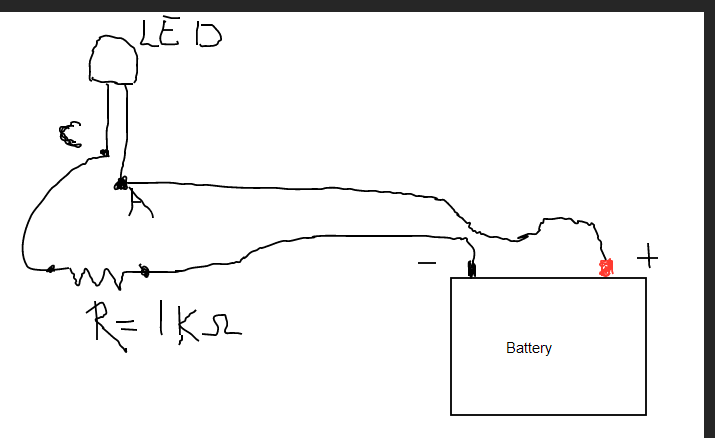 LED
C
A
- +
R = 1KΩ
Battery